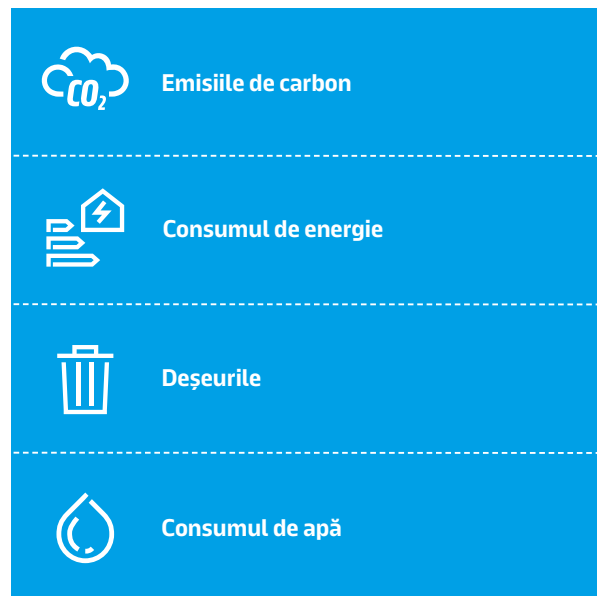 CO₂
Emisiile de carbon
Consumul de energie
Deșeurile
Consumul de apă